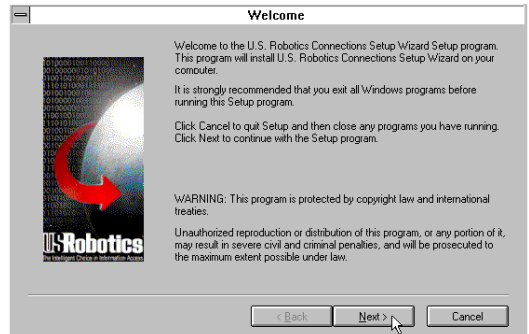 Welcome
Welcome to the U.S. Robotics Connections Setup Wizard Setup program.
This program will install U.S. Robotics Connections Setup Wizard on your
computer.
It is strongly recommended that you exit all Windows programs before
running this Setup program.
Click Cancel to quit Setup and then close any programs you have running.
Click Next to continue with the Setup program.
WARNING: This program is protected by copyright law and international
treaties.
Unauthorized reproduction or distribution of this program, or any portion of it,
may result in severe civil and criminal penalties, and will be prosecuted to
the maximum extent possible under law.
USRobotics
The Intelligent Choice in Information Access
< Back
Next >
Cancel